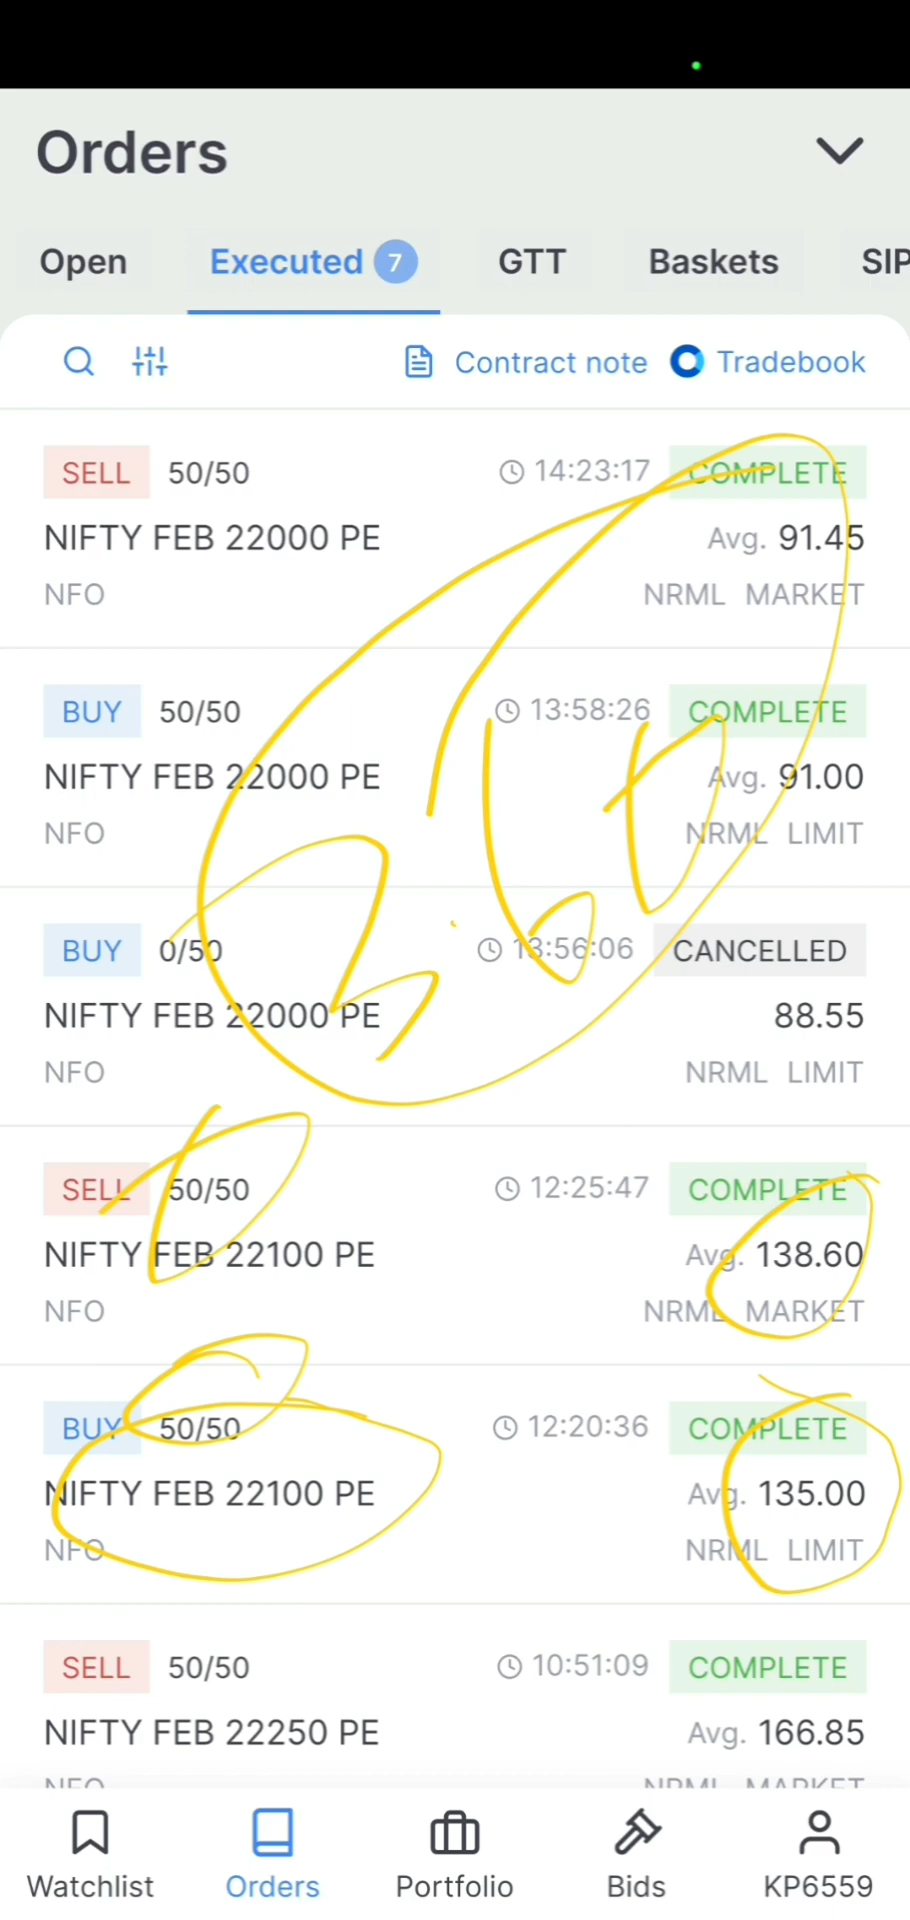 Orders
Open Executed 7 GTT Baskets SIP
Contract note Tradebook
SELL 50/50 14:23:17 COMPLETE
NIFTY FEB 22000 PE Avg. 91.45
NFO NRML MARKET
BUY 50/50 13:58:26 COMPLETE
NIFTY FEB 22000 PE Avg. 91.00
NFO NRML LIMIT
BUY 0/50 13:56:06 CANCELLED
NIFTY FEB 22000 PE 88.55
NFO NRML LIMIT
3.60
SELL 50/50 12:25:47 COMPLETE
NIFTY FEB 22100 PE Avg. 138.60
NFO NRML MARKET
BUY 50/50 12:20:36 COMPLETE
NIFTY FEB 22100 PE Avg. 135.00
NFO NRML LIMIT
SELL 50/50 10:51:09 COMPLETE
NIFTY FEB 22250 PE Avg. 166.85
NFO NRML MARKET
Watchlist Orders Portfolio Bids KP6559